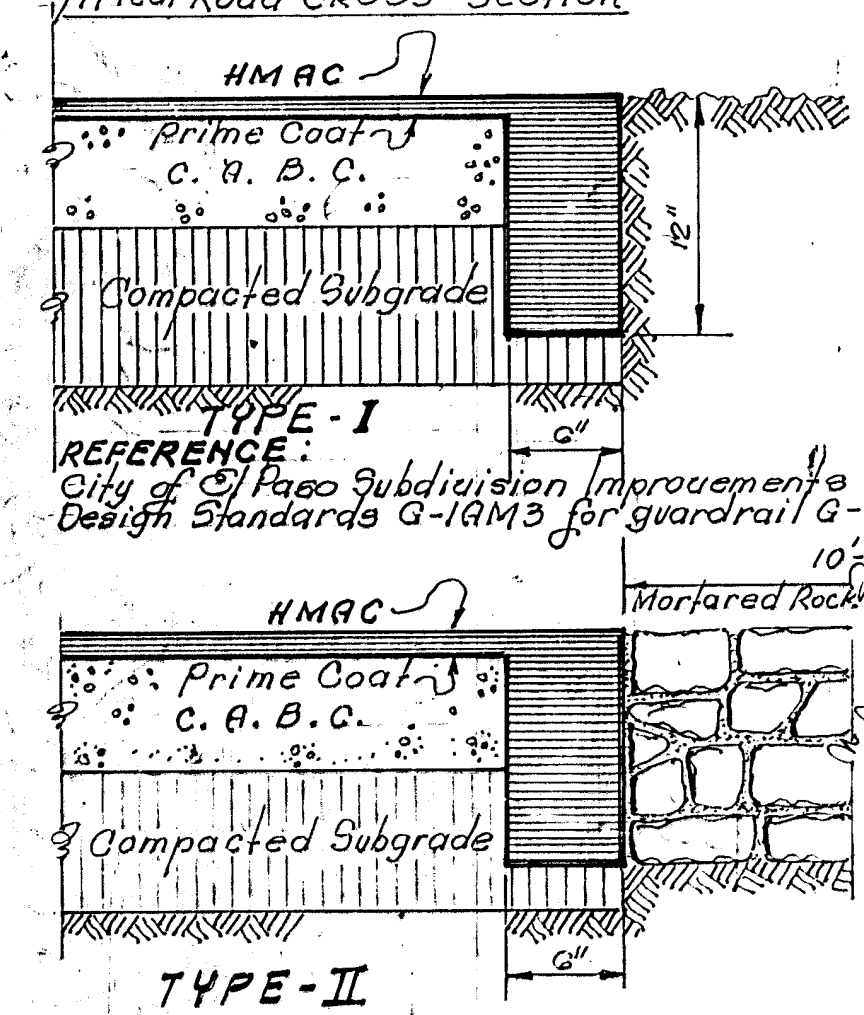 Road CROSS Section
HMAC
Prime Coat
C. A. B. C.
12"
Compacted Subgrade
TYPE - I
6"
REFERENCE:
City of El Paso Subdivision Improvements
Design Standards G-1AM3 for guardrail G-
10'-
HMAC
Mortared Rock
Prime Coat
C. A. B. C.
Compacted Subgrade
6"
TYPE - II